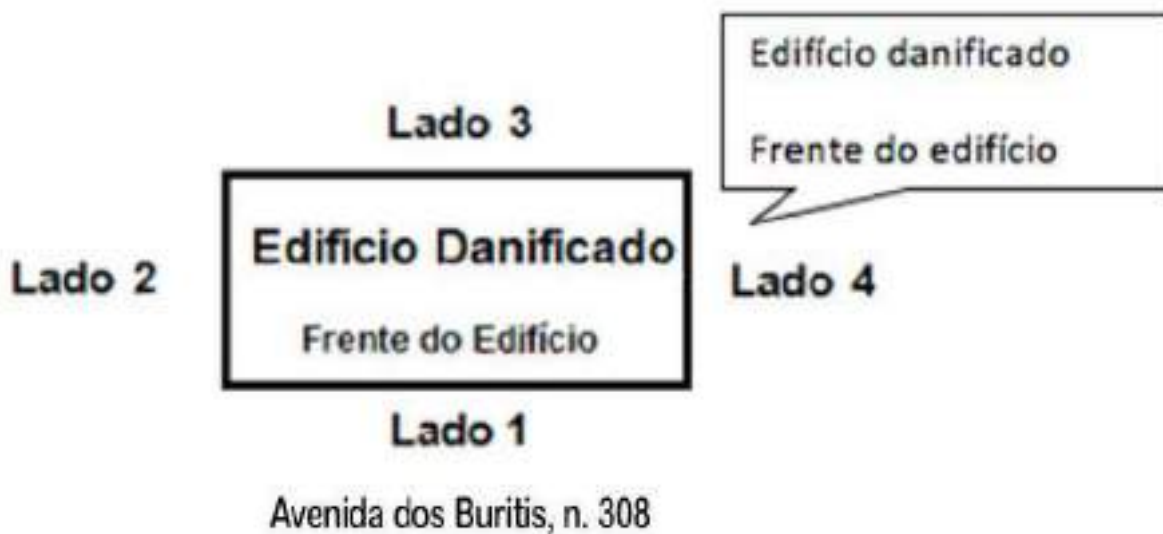 Edifício danificado
Frente do edifício
Lado 3
Edificio Danificado
Lado 2
Lado 4
Frente do Edifício
Lado 1
Avenida dos Buritis, n. 308